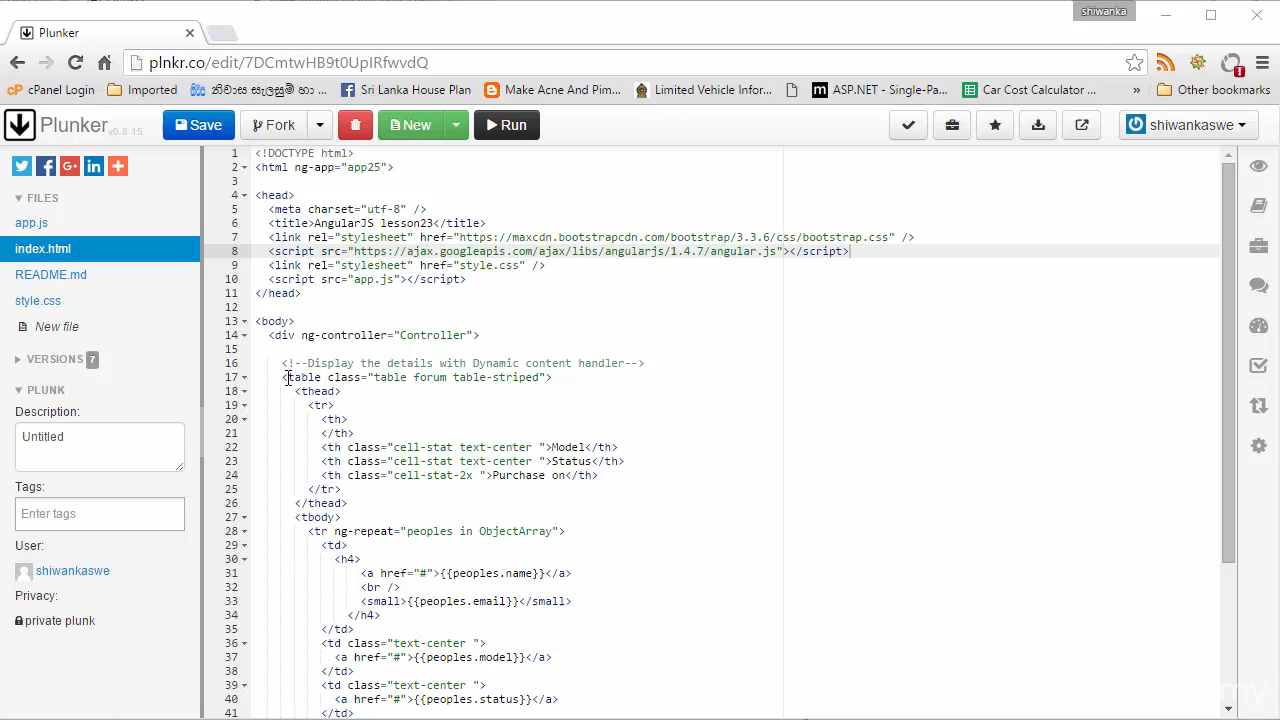 shiwanka
Plunker
plnkr.co/edit/7DCmtwHB9t0UpIRfwvdQ
cPanel Login Imported නිවාස සැලසුම් හා ... Sri Lanka House Plan Make Acne And Pim... Limited Vehicle Infor... ASP.NET - Single-Pa... Car Cost Calculator ... » Other bookmarks
Plunker v0.8.15 Save Fork New Run shiwankaswe
FILES
app.js
index.html
README.md
style.css
New file
VERSIONS 7
PLUNK
Description:
Untitled
Tags:
Enter tags
User:
shiwankaswe
Privacy:
private plunk
1 <!DOCTYPE html>
2 <html ng-app="app25">
3
4 <head>
5 <meta charset="utf-8" />
6 <title>AngularJS lesson23</title>
7 <link rel="stylesheet" href="https://maxcdn.bootstrapcdn.com/bootstrap/3.3.6/css/bootstrap.css" />
8 <script src="https://ajax.googleapis.com/ajax/libs/angularjs/1.4.7/angular.js"></script>
9 <link rel="stylesheet" href="style.css" />
10 <script src="app.js"></script>
11 </head>
12
13 <body>
14 <div ng-controller="Controller">
15
16 <!--Display the details with Dynamic content handler-->
17 <table class="table forum table-striped">
18 <thead>
19 <tr>
20 <th>
21 </th>
22 <th class="cell-stat text-center ">Model</th>
23 <th class="cell-stat text-center ">Status</th>
24 <th class="cell-stat-2x ">Purchase on</th>
25 </tr>
26 </thead>
27 <tbody>
28 <tr ng-repeat="peoples in ObjectArray">
29 <td>
30 <h4>
31 <a href="#">{{peoples.name}}</a>
32 <br />
33 <small>{{peoples.email}}</small>
34 </h4>
35 </td>
36 <td class="text-center ">
37 <a href="#">{{peoples.model}}</a>
38 </td>
39 <td class="text-center ">
40 <a href="#">{{peoples.status}}</a>
41 </td>